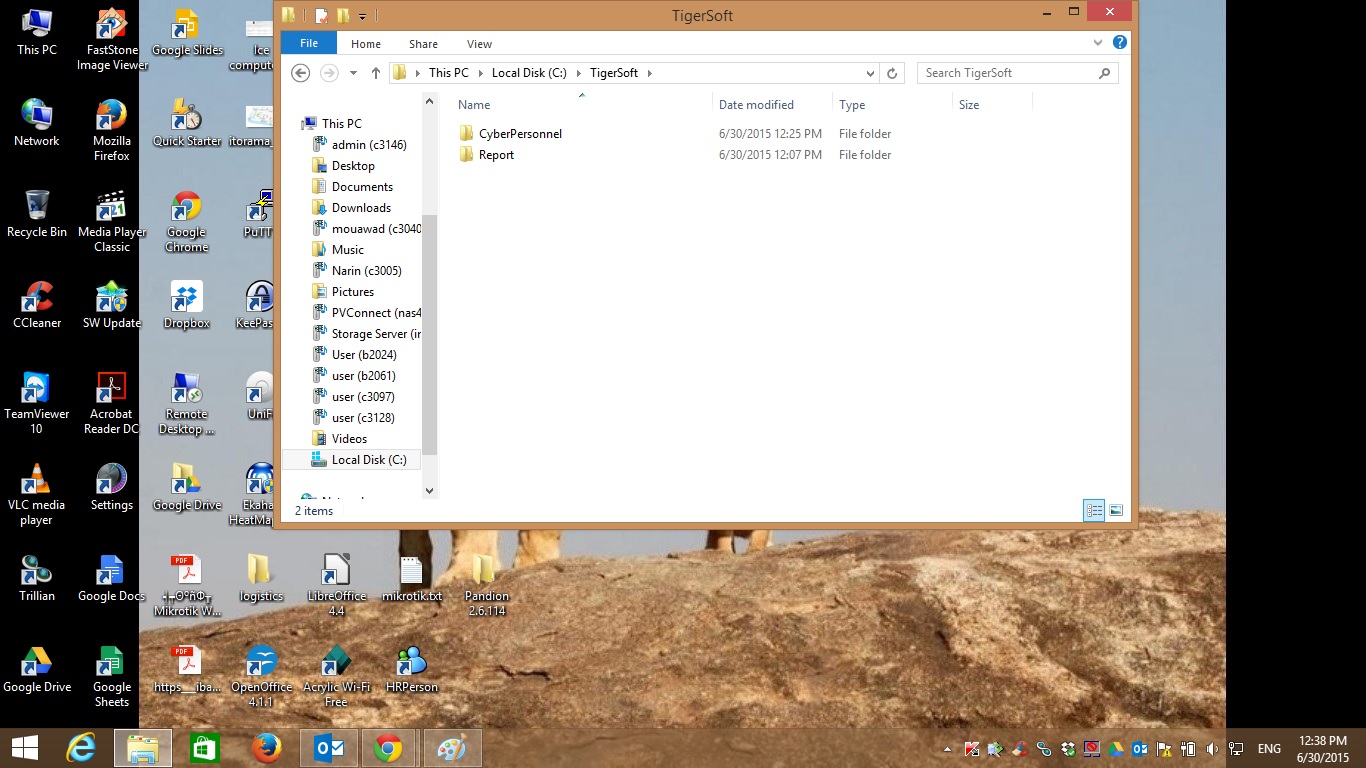 TigerSoft
File
Home
Share
View
This PC
Local Disk (C:)
TigerSoft
Search TigerSoft
This PC
admin (c3146)
Desktop
Documents
Downloads
mouawad (c3040
Music
Narin (c3005)
Pictures
PVConnect (nas4
Storage Server (ir
User (b2024)
user (b2061)
user (c3097)
user (c3128)
Videos
Local Disk (C:)
Name
Date modified
Type
Size
CyberPersonnel
6/30/2015 12:25 PM
File folder
Report
6/30/2015 12:07 PM
File folder
2 items
This PC
FastStone
Image Viewer
Google Slides
Ice
compute
Network
Mozilla
Firefox
Quick Starter
itorama_
Recycle Bin
Media Player
Classic
Google
Chrome
PuTT
CCleaner
SW Update
Dropbox
KeePas
TeamViewer
10
Acrobat
Reader DC
Remote
Desktop ...
UniF
VLC media
player
Settings
Google Drive
Ekaha
HeatMap
Trillian
Google Docs
Mikrotik W...
logistics
LibreOffice
4.4
mikrotik.txt
Pandion
2.6.114
Google Drive
Google
Sheets
https___iba...
OpenOffice
4.1.1
Acrylic Wi-Fi
Free
HRPerson
ENG
12:38 PM
6/30/2015